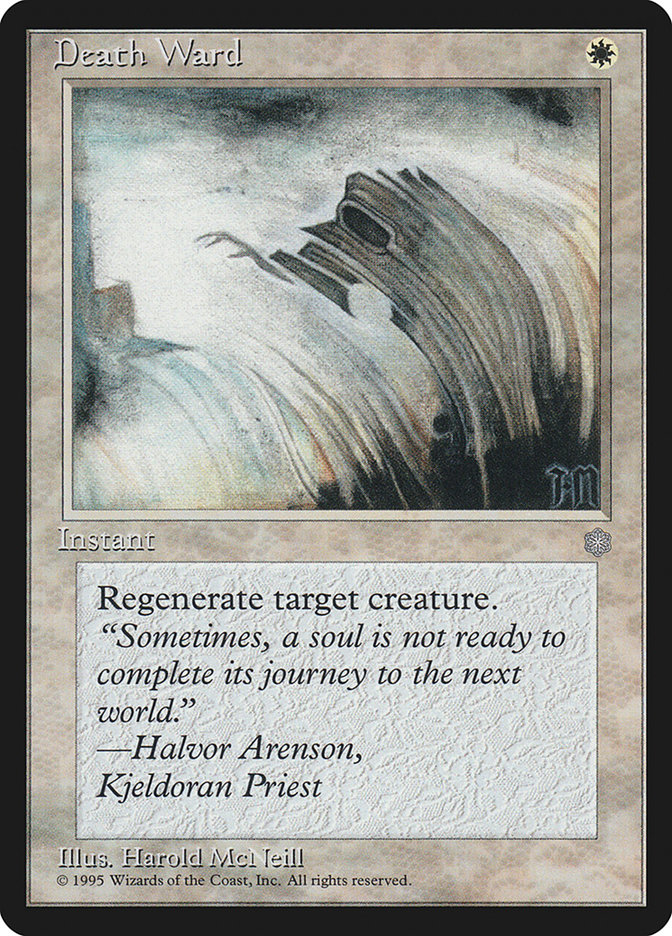 Death Ward
HM
Instant
Regenerate target creature.
“Sometimes, a soul is not ready to
complete its journey to the next
world.”
—Halvor Arenson,
Kjeldoran Priest
Illus. Harold McNeill
© 1995 Wizards of the Coast, Inc. All rights reserved.